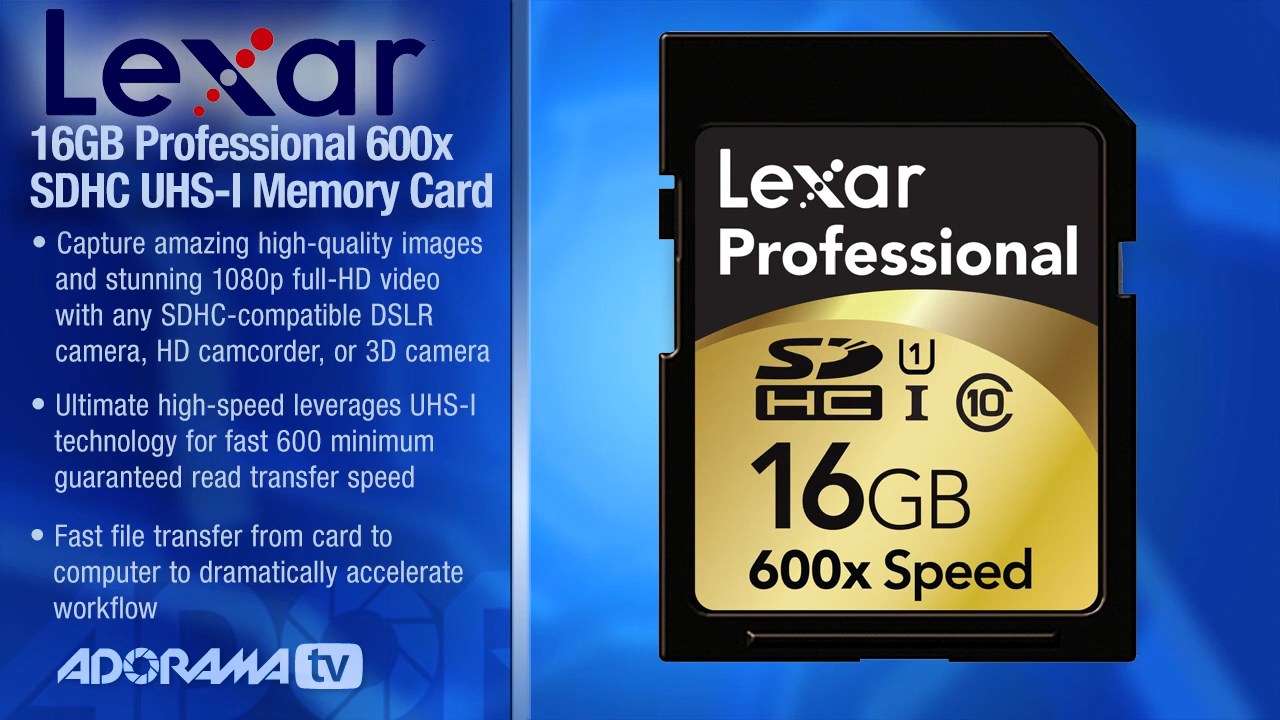 Lexar
16GB Professional 600x
SDHC UHS-I Memory Card
• Capture amazing high-quality images
and stunning 1080p full-HD video
with any SDHC-compatible DSLR
camera, HD camcorder, or 3D camera
• Ultimate high-speed leverages UHS-I
technology for fast 600 minimum
guaranteed read transfer speed
• Fast file transfer from card to
computer to dramatically accelerate
workflow
ADORAMA tv
Lexar
Professional
SD HC I 1 10
16GB
600x Speed